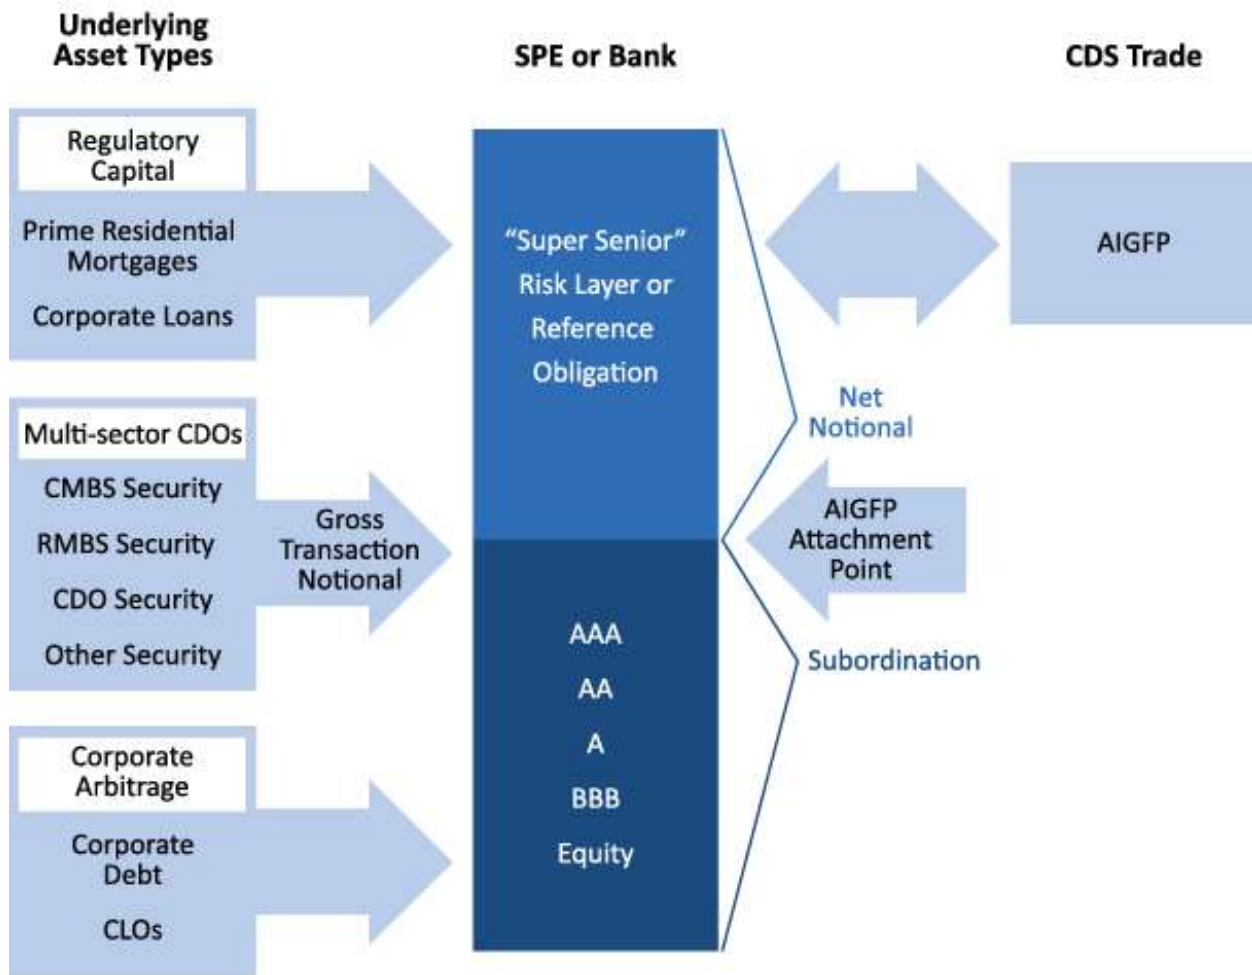 Underlying
Asset Types
SPE or Bank
CDS Trade
Regulatory
Capital
Prime Residential
Mortgages
Corporate Loans
Multi-sector CDOs
CMBS Security
RMBS Security
CDO Security
Other Security
Corporate
Arbitrage
Corporate
Debt
CLOs
Gross
Transaction
Notional
“Super Senior”
Risk Layer or
Reference
Obligation
AAA
AA
A
BBB
Equity
Net
Notional
AIGFP
Attachment
Point
Subordination
AIGFP